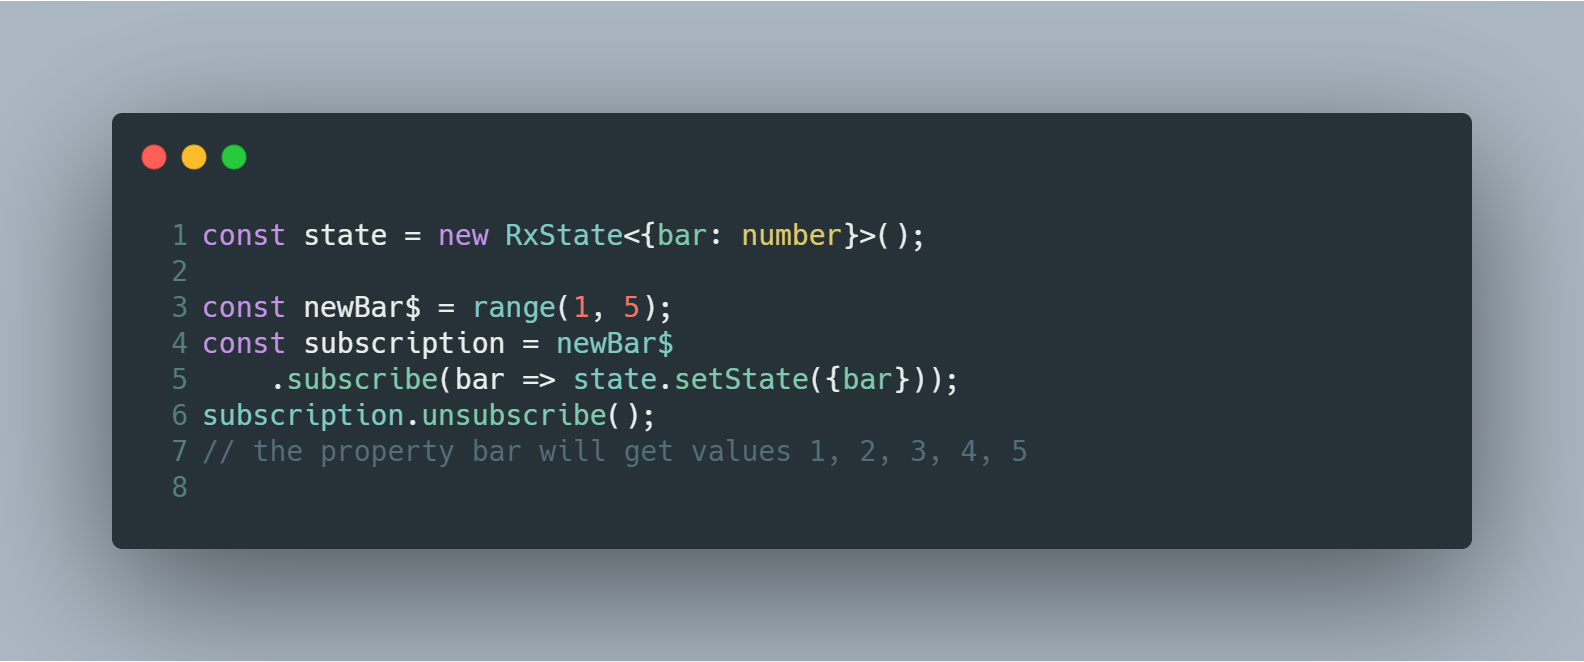 1 const state = new RxState<{bar: number}>();
2
3 const newBar$ = range(1, 5);
4 const subscription = newBar$
5     .subscribe(bar => state.setState({bar}));
6 subscription.unsubscribe();
7 // the property bar will get values 1, 2, 3, 4, 5
8